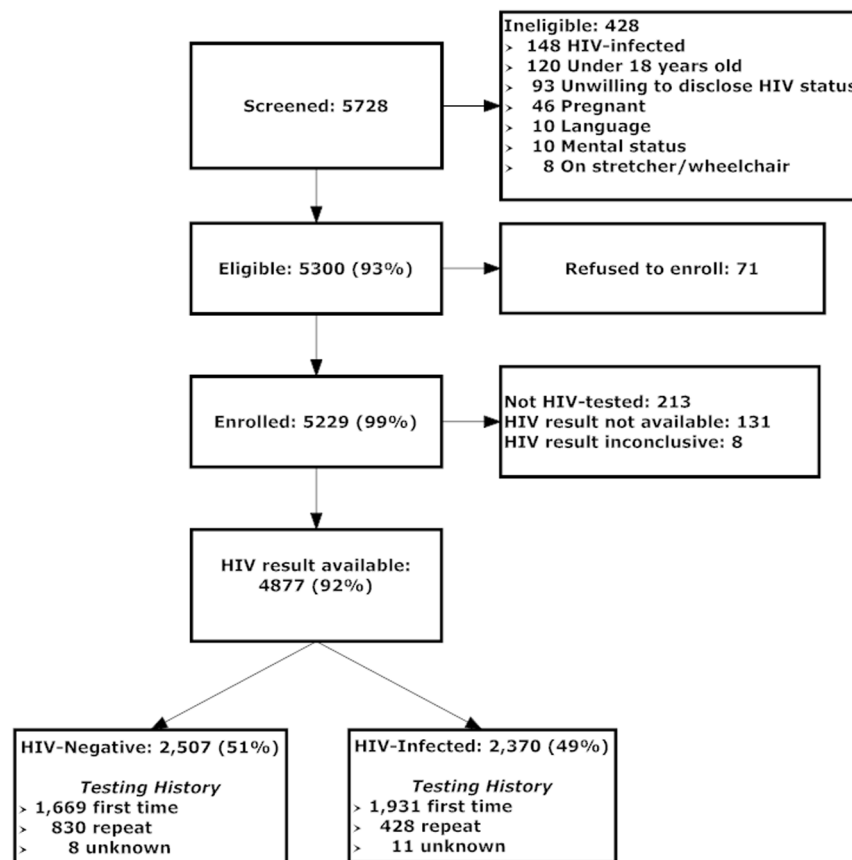 Ineligible: 428
➢ 148 HIV-infected
➢ 120 Under 18 years old
➢ 93 Unwilling to disclose HIV status
➢ 46 Pregnant
➢ 10 Language
➢ 10 Mental status
➢ 8 On stretcher/wheelchair
Screened: 5728
Eligible: 5300 (93%)
Refused to enroll: 71
Enrolled: 5229 (99%)
Not HIV-tested: 213
HIV result not available: 131
HIV result inconclusive: 8
HIV result available:
4877 (92%)
HIV-Negative: 2,507 (51%)
Testing History
➢ 1,669 first time
➢ 830 repeat
➢ 8 unknown
HIV-Infected: 2,370 (49%)
Testing History
➢ 1,931 first time
➢ 428 repeat
➢ 11 unknown